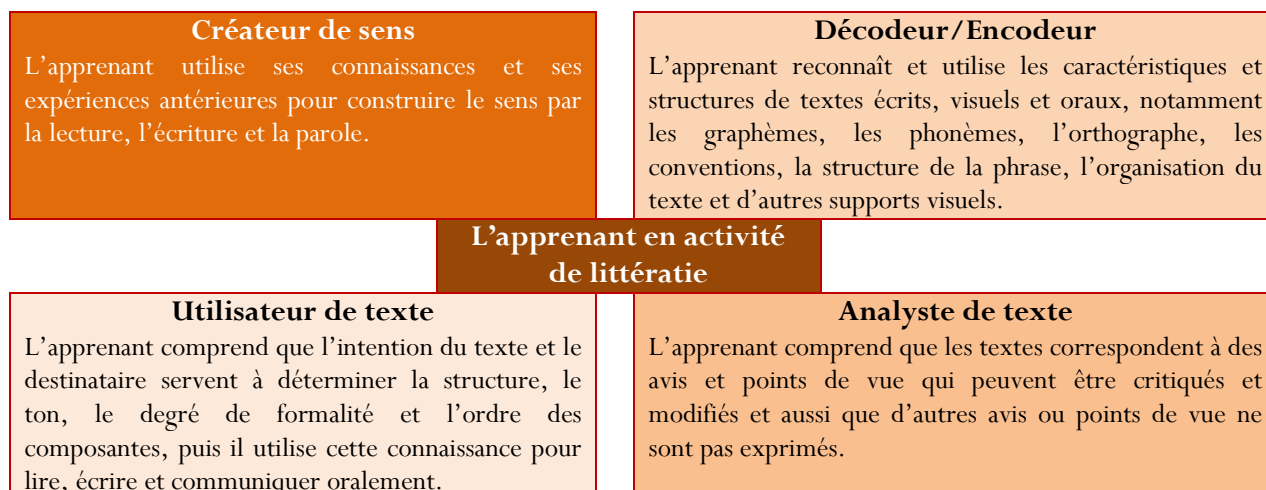 Créateur de sens
L'apprenant utilise ses connaissances et ses
expériences antérieures pour construire le sens par
la lecture, l'écriture et la parole.
Décodeur/Encodeur
L'apprenant reconnaît et utilise les caractéristiques et
structures de textes écrits, visuels et oraux, notamment
les graphèmes, les phonèmes, l'orthographe, les
conventions, la structure de la phrase, l'organisation du
texte et d'autres supports visuels.
L'apprenant en activité
de littératie
Utilisateur de texte
L'apprenant comprend que l'intention du texte et le
destinataire servent à déterminer la structure, le
ton, le degré de formalité et l'ordre des
composantes, puis il utilise cette connaissance pour
lire, écrire et communiquer oralement.
Analyste de texte
L'apprenant comprend que les textes correspondent à des
avis et points de vue qui peuvent être critiqués et
modifiés et aussi que d'autres avis ou points de vue ne
sont pas exprimés.